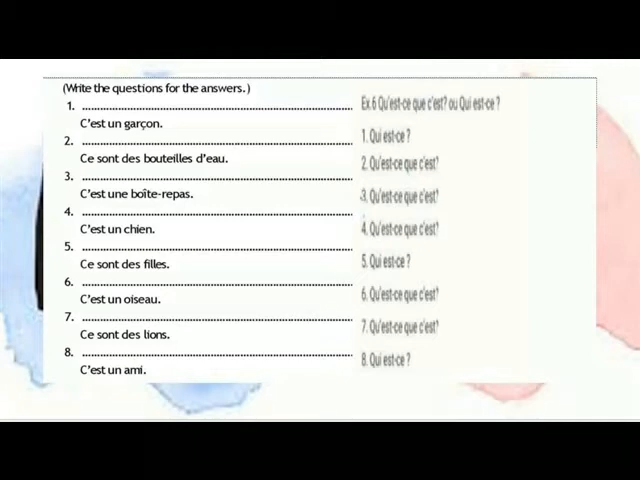 (Write the questions for the answers.)
1. ........................................................................
C'est un garçon.
2. ........................................................................
Ce sont des bouteilles d'eau.
3. ........................................................................
C'est une boîte-repas.
4. ........................................................................
C'est un chien.
5. ........................................................................
Ce sont des filles.
6. ........................................................................
C'est un oiseau.
7. ........................................................................
Ce sont des lions.
8. ........................................................................
C'est un ami.
Ex.6 Qu'est-ce que c'est? ou Qui est-ce ?
1. Qui est-ce ?
2. Qu'est-ce que c'est?
3. Qu'est-ce que c'est?
4. Qu'est-ce que c'est?
5. Qui est-ce ?
6. Qu'est-ce que c'est?
7. Qu'est-ce que c'est?
8. Qui est-ce ?